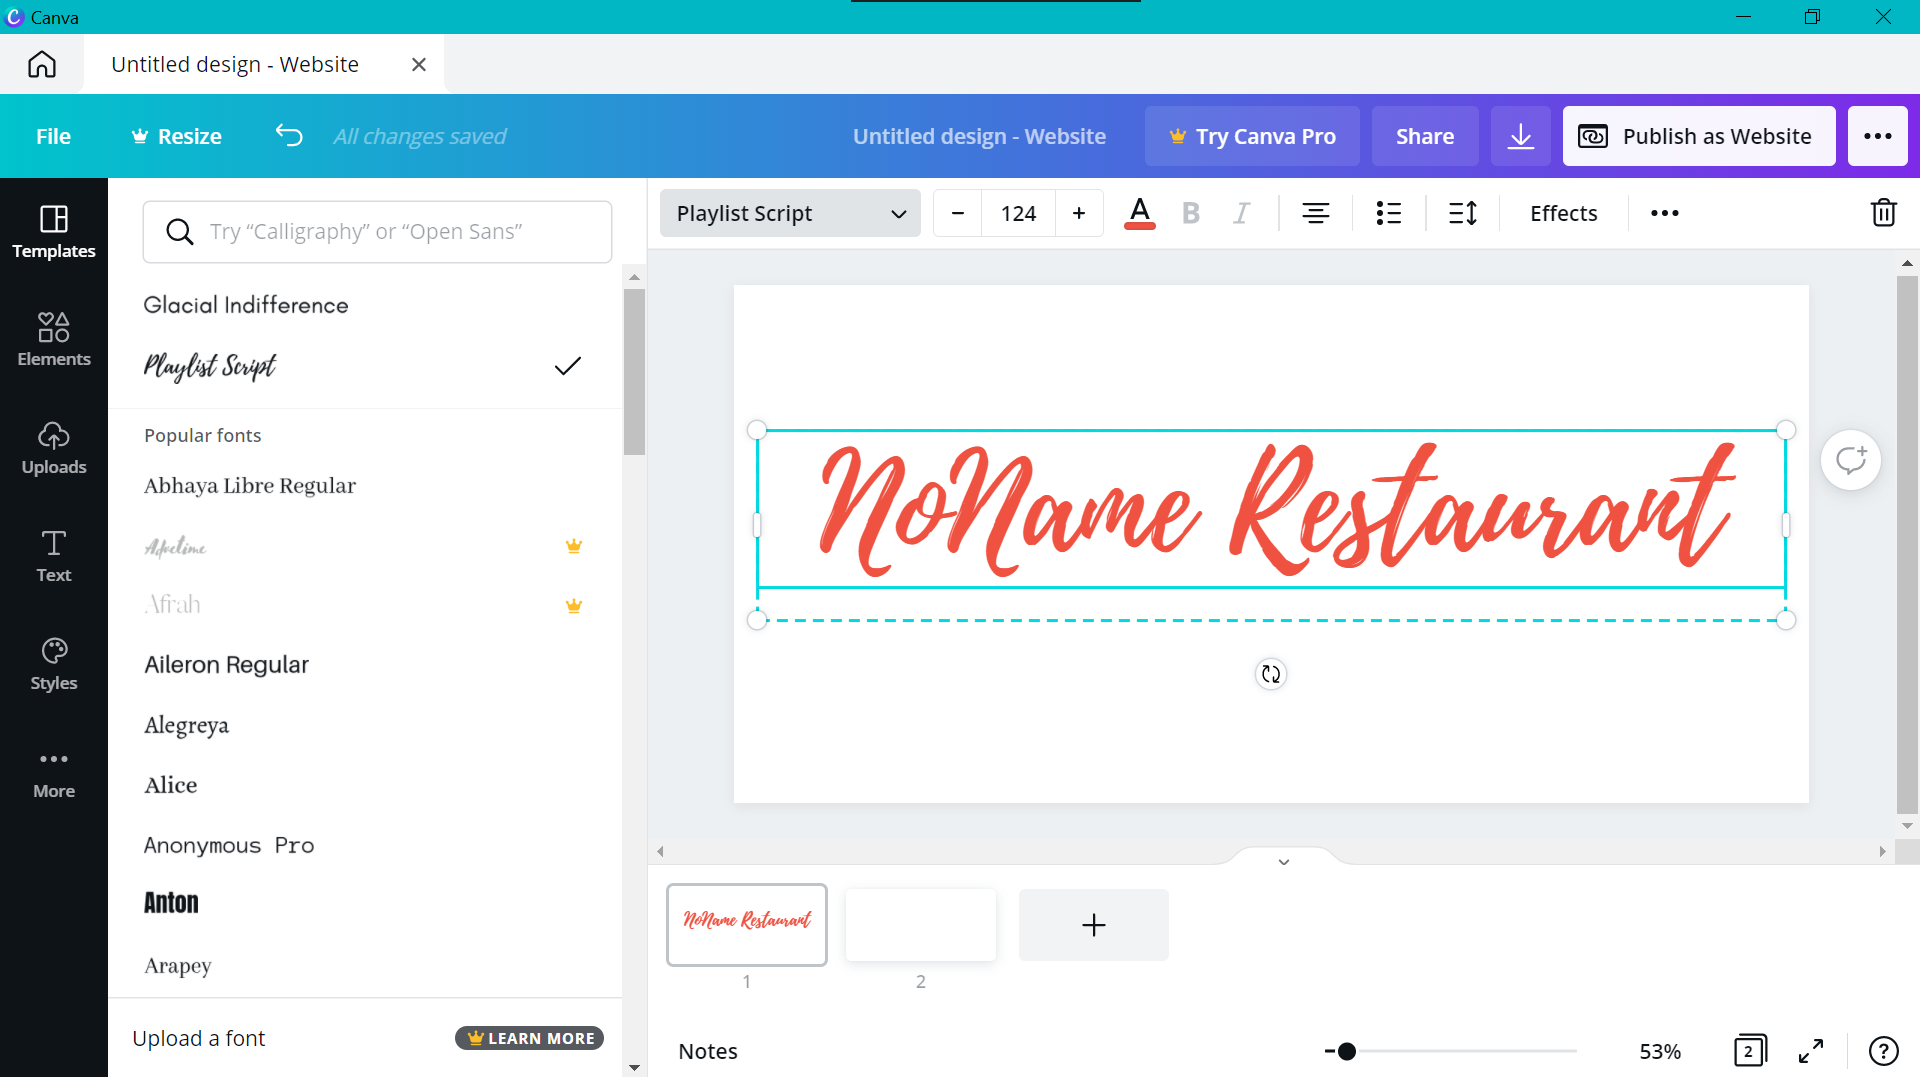 Canva
Untitled design - Website
File
Resize
All changes saved
Untitled design - Website
Try Canva Pro
Share
Publish as Website
Templates
Elements
Uploads
Text
Styles
More
Try “Calligraphy” or “Open Sans”
Glacial Indifference
Playlist Script
Popular fonts
Abhaya Libre Regular
Advetime
Afrah
Aileron Regular
Alegreya
Alice
Anonymous Pro
Anton
Arapey
Upload a font
LEARN MORE
Playlist Script
124
A
B
I
Effects
NoName Restaurant
NoName Restaurant
1
2
Notes
53%
2